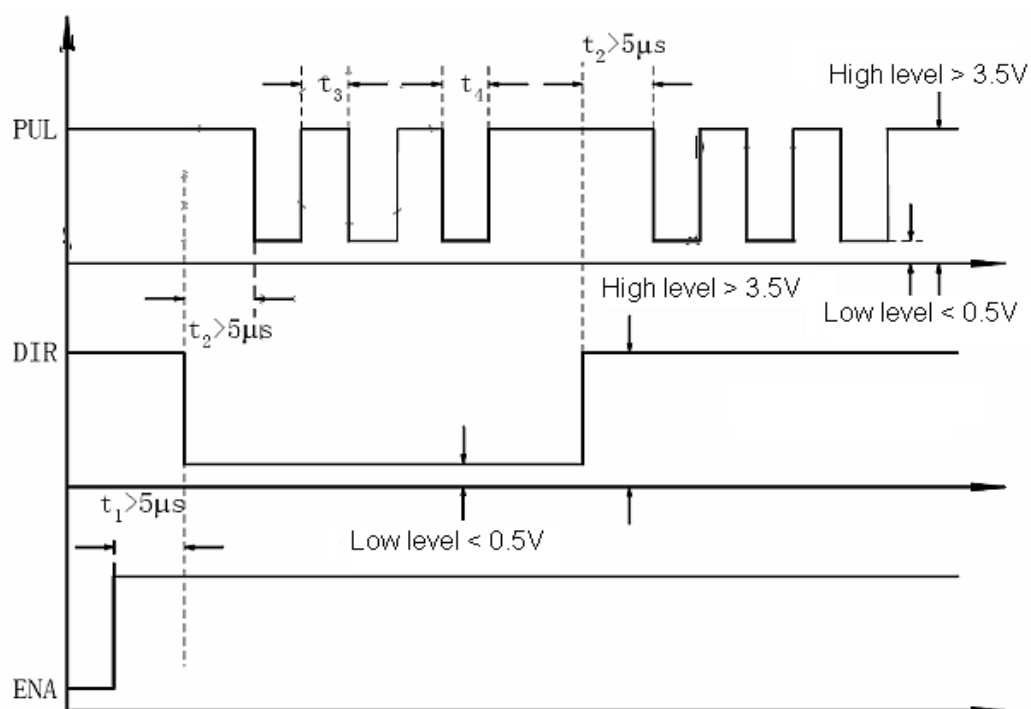 t₂>5μs
High level > 3.5V
t₃
t₄
PUL
High level > 3.5V
Low level < 0.5V
t₂>5μs
DIR
t₁>5μs
Low level < 0.5V
ENA